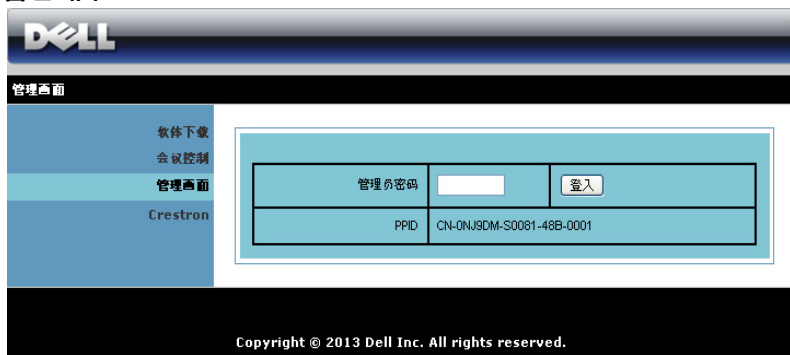 DELL
管理画面
软体下载
会议控制
管理画面
Crestron
管理员密码 登入
PPID CN-0NJ9DM-S0081-48B-0001
Copyright © 2013 Dell Inc. All rights reserved.